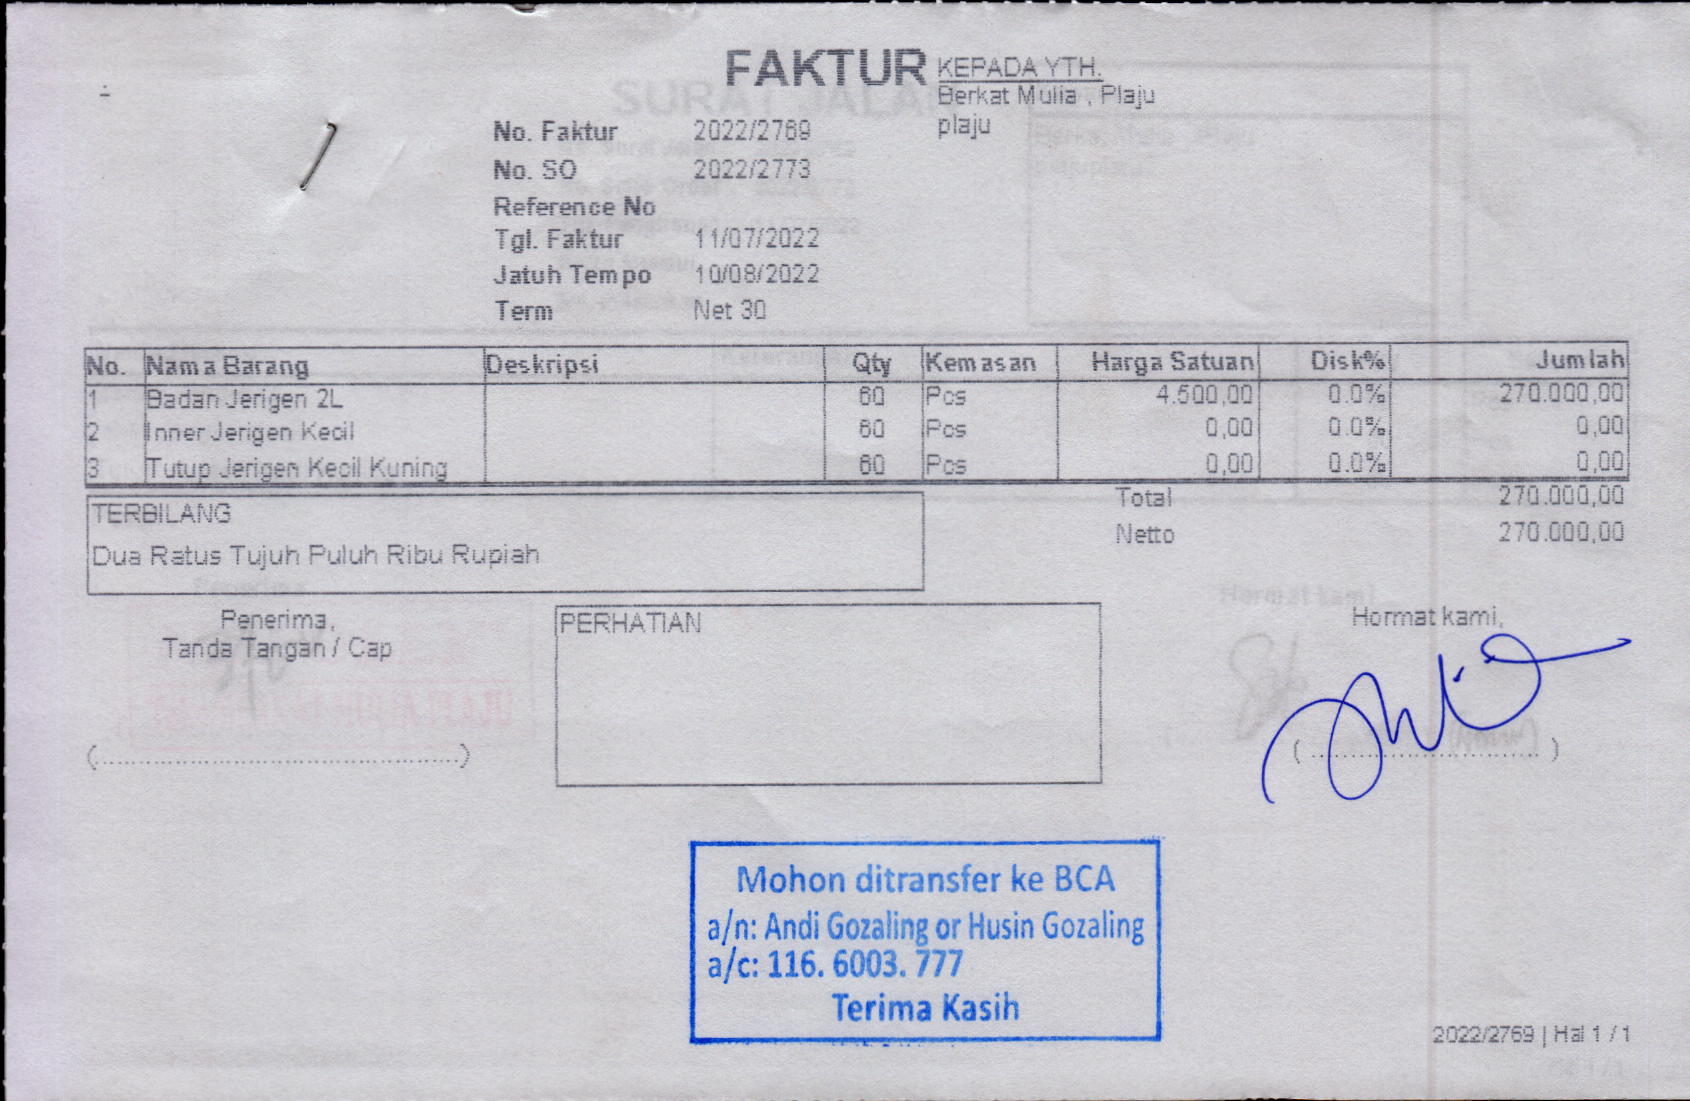 FAKTUR
KEPADA YTH.
Berkat Mulia , Plaju
plaju
No. Faktur 2022/2769
No. SO 2022/2773
Reference No
Tgl. Faktur 11/07/2022
Jatuh Tempo 10/08/2022
Term Net 30
No. Nama Barang Deskripsi Qty Kemasan Harga Satuan Disk% Jumlah
1 Badan Jerigen 2L 60 Pcs 4.500,00 0.0% 270.000,00
2 Inner Jerigen Kecil 60 Pcs 0,00 0.0% 0,00
3 Tutup Jerigen Kecil Kuning 60 Pcs 0,00 0.0% 0,00
Total 270.000,00
Netto 270.000,00
TERBILANG
Dua Ratus Tujuh Puluh Ribu Rupiah
Penerima,
Tanda Tangan / Cap
PERHATIAN
Hormat kami,
Mohon ditransfer ke BCA
a/n: Andi Gozaling or Husin Gozaling
a/c: 116. 6003. 777
Terima Kasih
2022/2769 | Hal 1 / 1